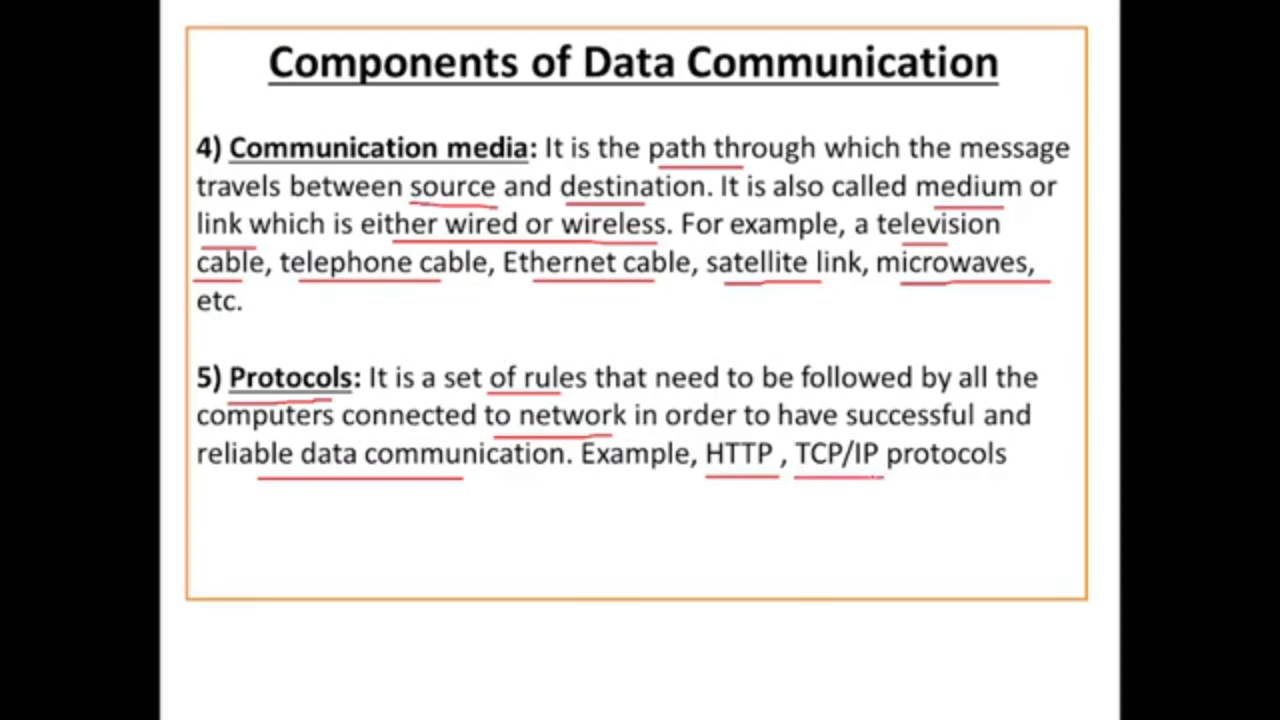 Components of Data Communication
4) Communication media: It is the path through which the message
travels between source and destination. It is also called medium or
link which is either wired or wireless. For example, a television
cable, telephone cable, Ethernet cable, satellite link, microwaves,
etc.
5) Protocols: It is a set of rules that need to be followed by all the
computers connected to network in order to have successful and
reliable data communication. Example, HTTP , TCP/IP protocols